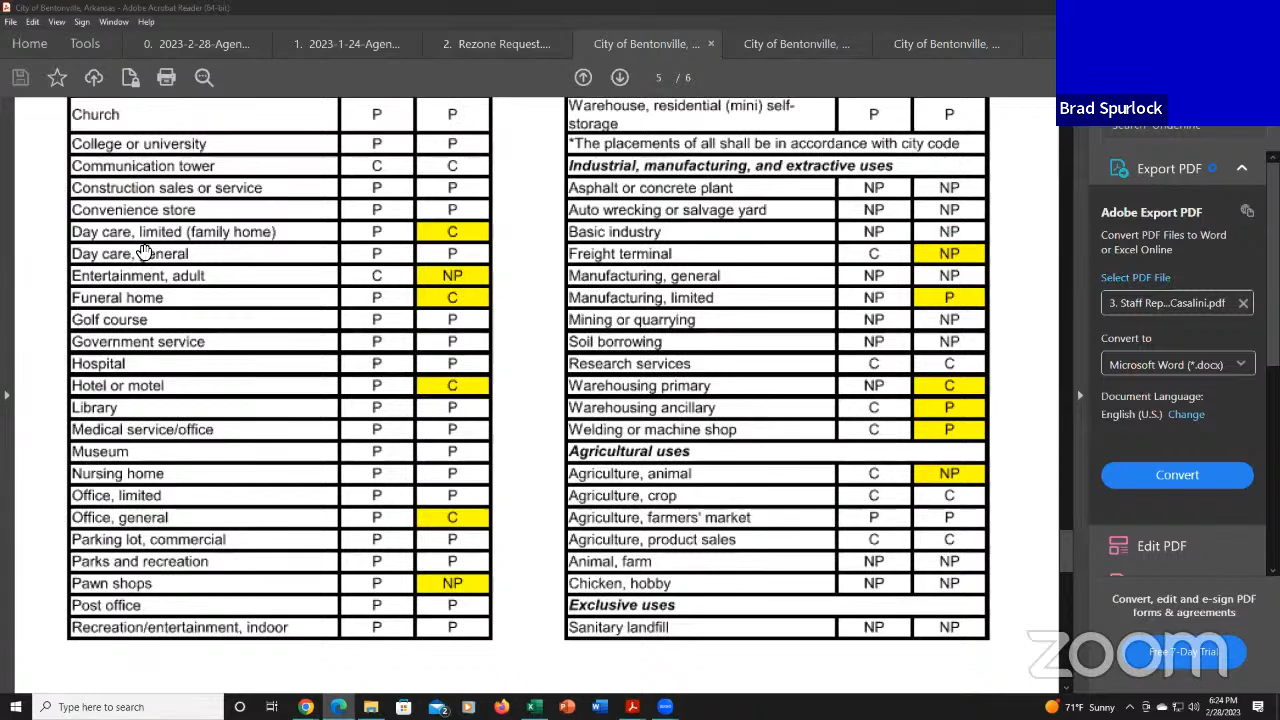 City of Bentonville, Arkansas - Adobe Acrobat Reader (64-bit)
File Edit View Sign Window Help
Home Tools 0. 2023-2-28-Agen... 1. 2023-1-24-Agen... 2. Rezone Request.... City of Bentonville, ... × City of Bentonville, ... City of Bentonville, ...
5 / 6
Brad Spurlock
Church P P
College or university P P
Communication tower C C
Construction sales or service P P
Convenience store P P
Day care, limited (family home) P C
Day care, general P P
Entertainment, adult C NP
Funeral home P C
Golf course P P
Government service P P
Hospital P P
Hotel or motel P C
Library P P
Medical service/office P P
Museum P P
Nursing home P P
Office, limited P P
Office, general P C
Parking lot, commercial P P
Parks and recreation P P
Pawn shops P NP
Post office P P
Recreation/entertainment, indoor P P
Warehouse, residential (mini) self-
storage P P
*The placements of all shall be in accordance with city code
Industrial, manufacturing, and extractive uses
Asphalt or concrete plant NP NP
Auto wrecking or salvage yard NP NP
Basic industry NP NP
Freight terminal C NP
Manufacturing, general NP NP
Manufacturing, limited NP P
Mining or quarrying NP NP
Soil borrowing NP NP
Research services C C
Warehousing primary NP C
Warehousing ancillary C P
Welding or machine shop C P
Agricultural uses
Agriculture, animal C NP
Agriculture, crop C C
Agriculture, farmers' market P P
Agriculture, product sales C C
Animal, farm NP NP
Chicken, hobby NP NP
Exclusive uses
Sanitary landfill NP NP
Export PDF
Adobe Export PDF
Convert PDF Files to Word
or Excel Online
Select PDF File
3. Staff Rep...Casalini.pdf
Convert to
Microsoft Word (*.docx)
Document Language:
English (U.S.) Change
Convert
Edit PDF
Convert, edit and e-sign PDF
forms & agreements
Free 7-Day Trial
zoom
Type here to search
71°F Sunny
6:24 PM
2/28/2023